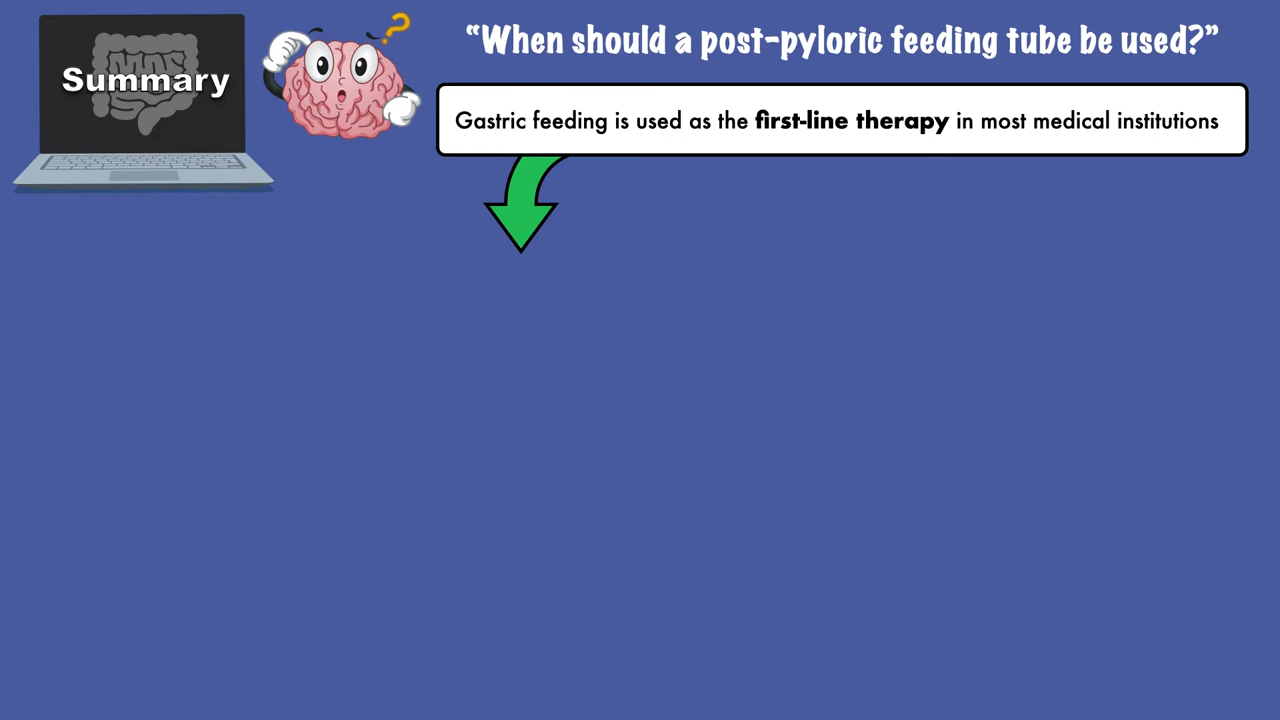 Summary
“When should a post-pyloric feeding tube be used?”
Gastric feeding is used as the first-line therapy in most medical institutions